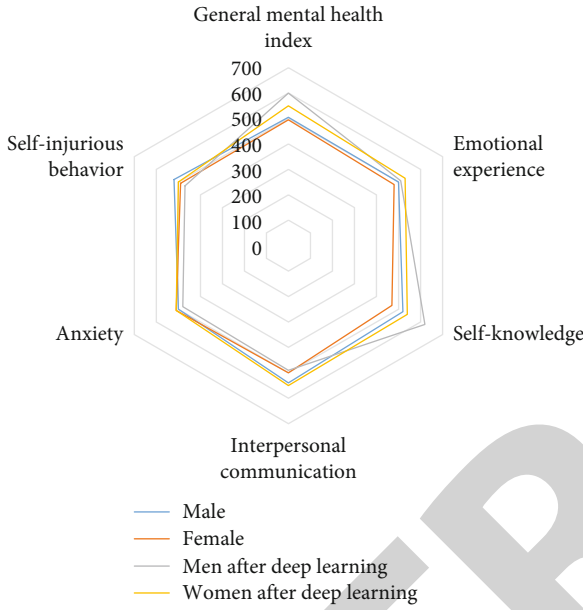 General mental health
index
700
600
500
400
300
200
100
0
Emotional
experience
Self-knowledge
Interpersonal
communication
Anxiety
Self-injurious
behavior
Male
Female
Men after deep learning
Women after deep learning